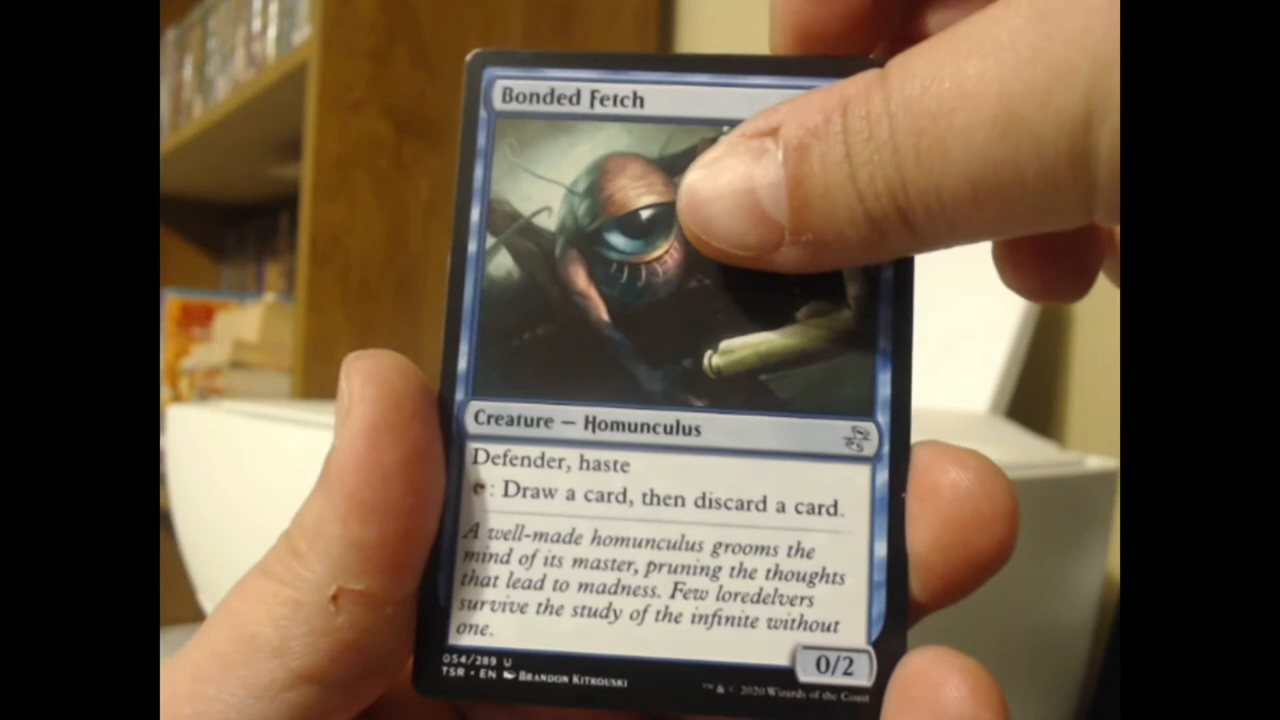 Bonded Fetch
Creature — Homunculus
Defender, haste
: Draw a card, then discard a card.
A well-made homunculus grooms the
mind of its master, pruning the thoughts
that lead to madness. Few loredelvers
survive the study of the infinite without
one.
0/2
054/289 U
TSR • EN Brandon Kitkouski
™ & © 2020 Wizards of the Coast